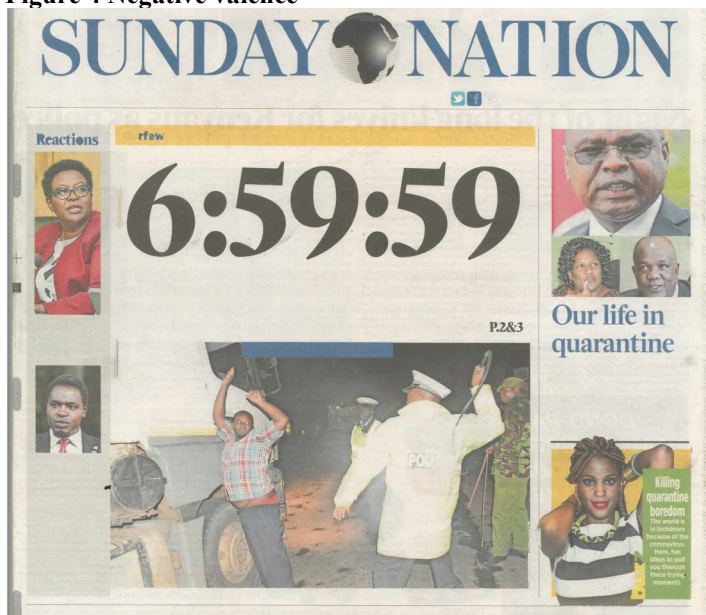 Figure 4 Negative valence
SUNDAY NATION
Reactions
curfew
6:59:59
P.2&3
POLICE
Our life in
quarantine
Killing
quarantine
boredom
The world is
in lockdown
because of the
coronavirus.
Here, fun
ideas to pull
you through
these trying
moments.